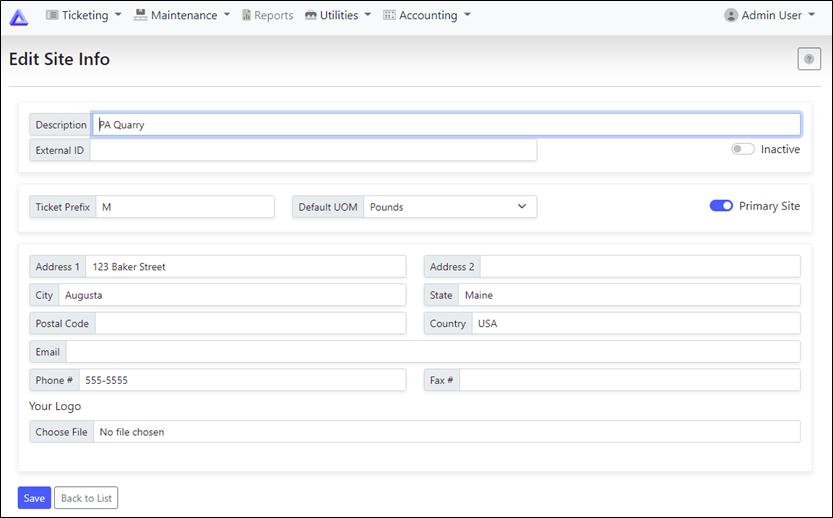 Ticketing Maintenance Reports Utilities Accounting Admin User
Edit Site Info
Description PA Quarry
External ID Inactive
Ticket Prefix M Default UOM Pounds Primary Site
Address 1 123 Baker Street Address 2
City Augusta State Maine
Postal Code Country USA
Email
Phone # 555-5555 Fax #
Your Logo
Choose File No file chosen
Save Back to List